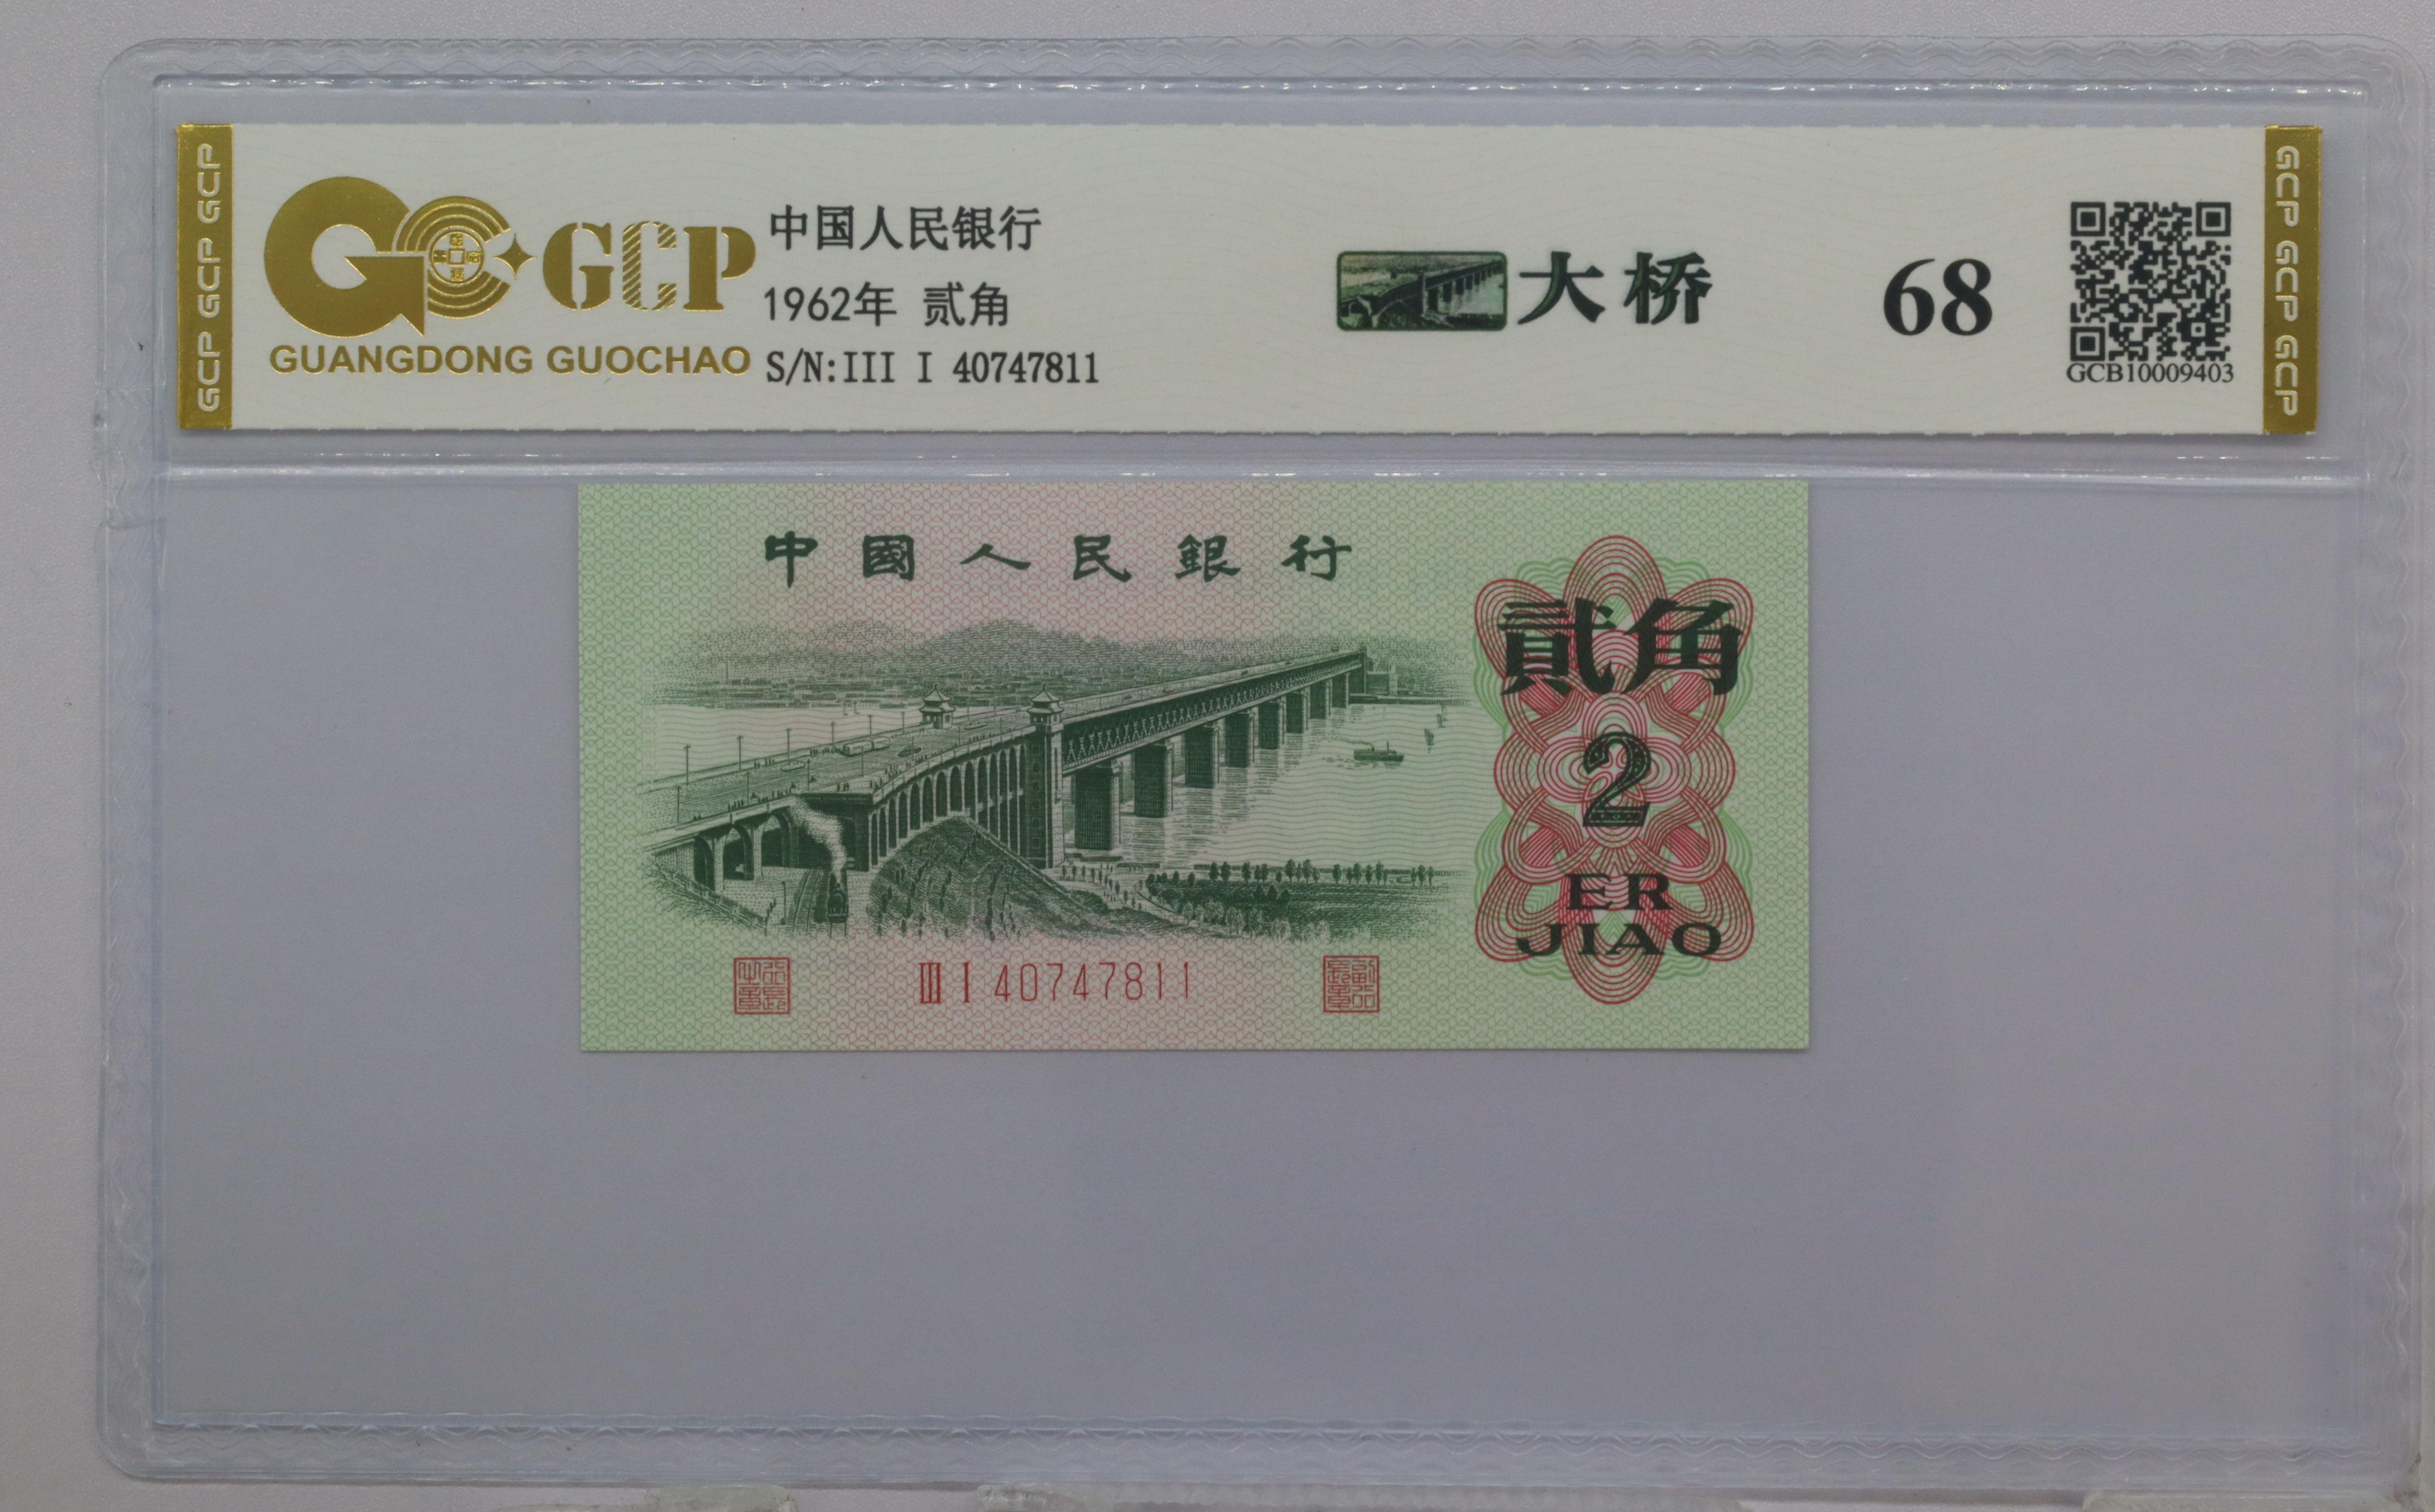 GCP GCP GCP
GCP
GUANGDONG GUOCHAO
中国人民银行
1962年 贰角
S/N:III I 40747811
大桥
68
GCB10009403
GCP GCP GCP
中國人民銀行
貳角
2
ER
JIAO
III I 40747811